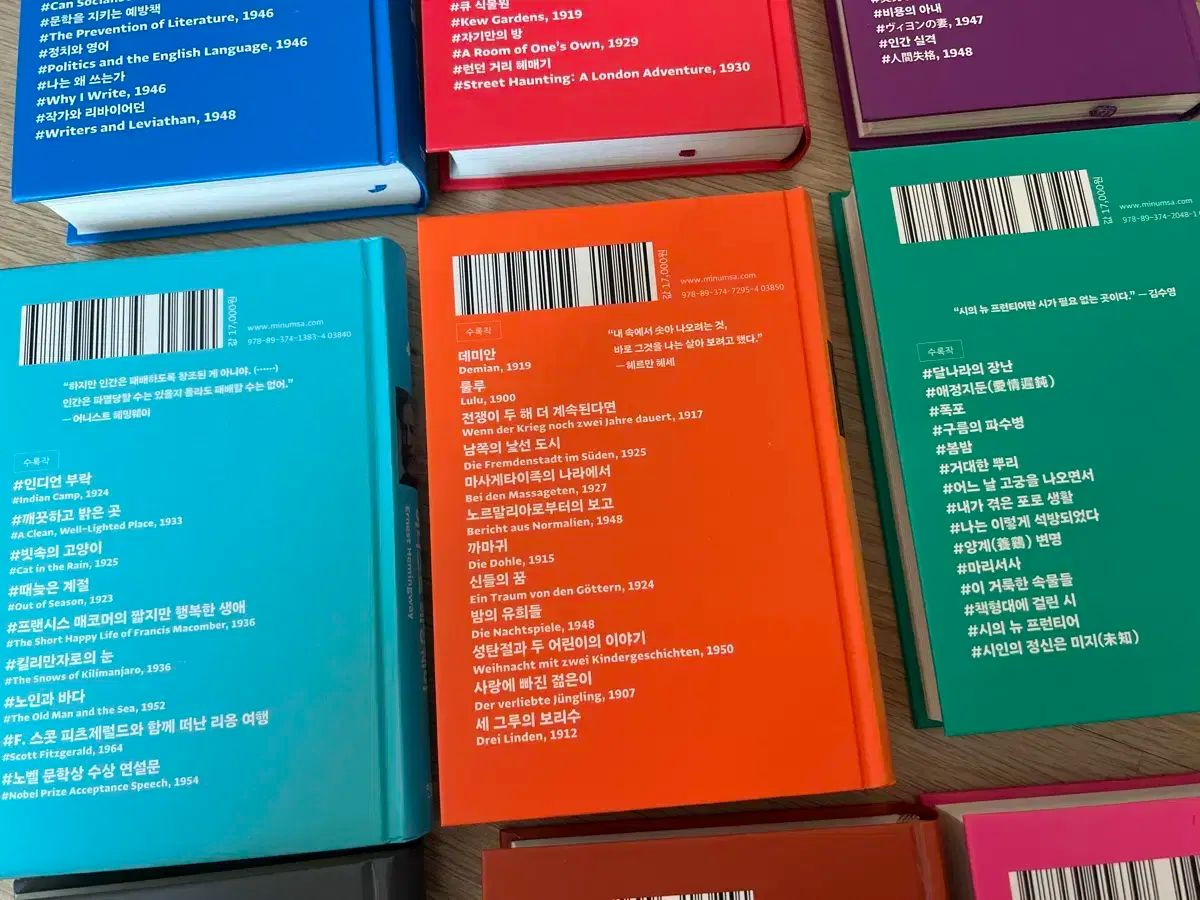 #문학을 지키는 예방책
#The Prevention of Literature, 1946
#정치와 영어
#Politics and the English Language, 1946
#나는 왜 쓰는가
#Why I Write, 1946
#작가와 리바이어던
#Writers and Leviathan, 1948
#큐 식물원
#Kew Gardens, 1919
#자기만의 방
#A Room of One's Own, 1929
#런던 거리 헤매기
#Street Haunting: A London Adventure, 1930
#비용의 아내
#ヴィヨンの妻, 1947
#인간 실격
#人間失格, 1948
값 17,000원
www.minumsa.com
978-89-374-1383-4 03840
"하지만 인간은 패배하도록 창조된 게 아니야. (……)
인간은 파멸당할 수는 있을지 몰라도 패배할 수는 없어."
— 어니스트 헤밍웨이
수록작
#인디언 부락
#Indian Camp, 1924
#깨끗하고 밝은 곳
#A Clean, Well-Lighted Place, 1933
#빗속의 고양이
#Cat in the Rain, 1925
#때늦은 계절
#Out of Season, 1923
#프랜시스 매코머의 짧지만 행복한 생애
#The Short Happy Life of Francis Macomber, 1936
#킬리만자로의 눈
#The Snows of Kilimanjaro, 1936
#노인과 바다
#The Old Man and the Sea, 1952
#F. 스콧 피츠제럴드와 함께 떠난 리옹 여행
#Scott Fitzgerald, 1964
#노벨 문학상 수상 연설문
#Nobel Prize Acceptance Speech, 1954
Ernest Hemingway
값 17,000원
www.minumsa.com
978-89-374-7295-4 03850
"내 속에서 솟아 나오려는 것,
바로 그것을 나는 살아 보려고 했다."
— 헤르만 헤세
수록작
데미안
Demian, 1919
룰루
Lulu, 1900
전쟁이 두 해 더 계속된다면
Wenn der Krieg noch zwei Jahre dauert, 1917
남쪽의 낯선 도시
Die Fremdenstadt im Süden, 1925
마사게타이족의 나라에서
Bei den Massageten, 1927
노르말리아로부터의 보고
Bericht aus Normalien, 1948
까마귀
Die Dohle, 1915
신들의 꿈
Ein Traum von den Göttern, 1924
밤의 유희들
Die Nachtspiele, 1948
성탄절과 두 어린이의 이야기
Weihnacht mit zwei Kindergeschichten, 1950
사랑에 빠진 젊은이
Der verliebte Jüngling, 1907
세 그루의 보리수
Drei Linden, 1912
값 17,000원
www.minumsa.com
978-89-374-2048-1
"시의 뉴 프런티어란 시가 필요 없는 곳이다." — 김수영
수록작
#달나라의 장난
#애정지둔(愛情遲鈍)
#폭포
#구름의 파수병
#봄밤
#거대한 뿌리
#어느 날 고궁을 나오면서
#내가 겪은 포로 생활
#나는 이렇게 석방되었다
#양계(養鷄) 변명
#마리서사
#이 거룩한 속물들
#책형대에 걸린 시
#시의 뉴 프런티어
#시인의 정신은 미지(未知)